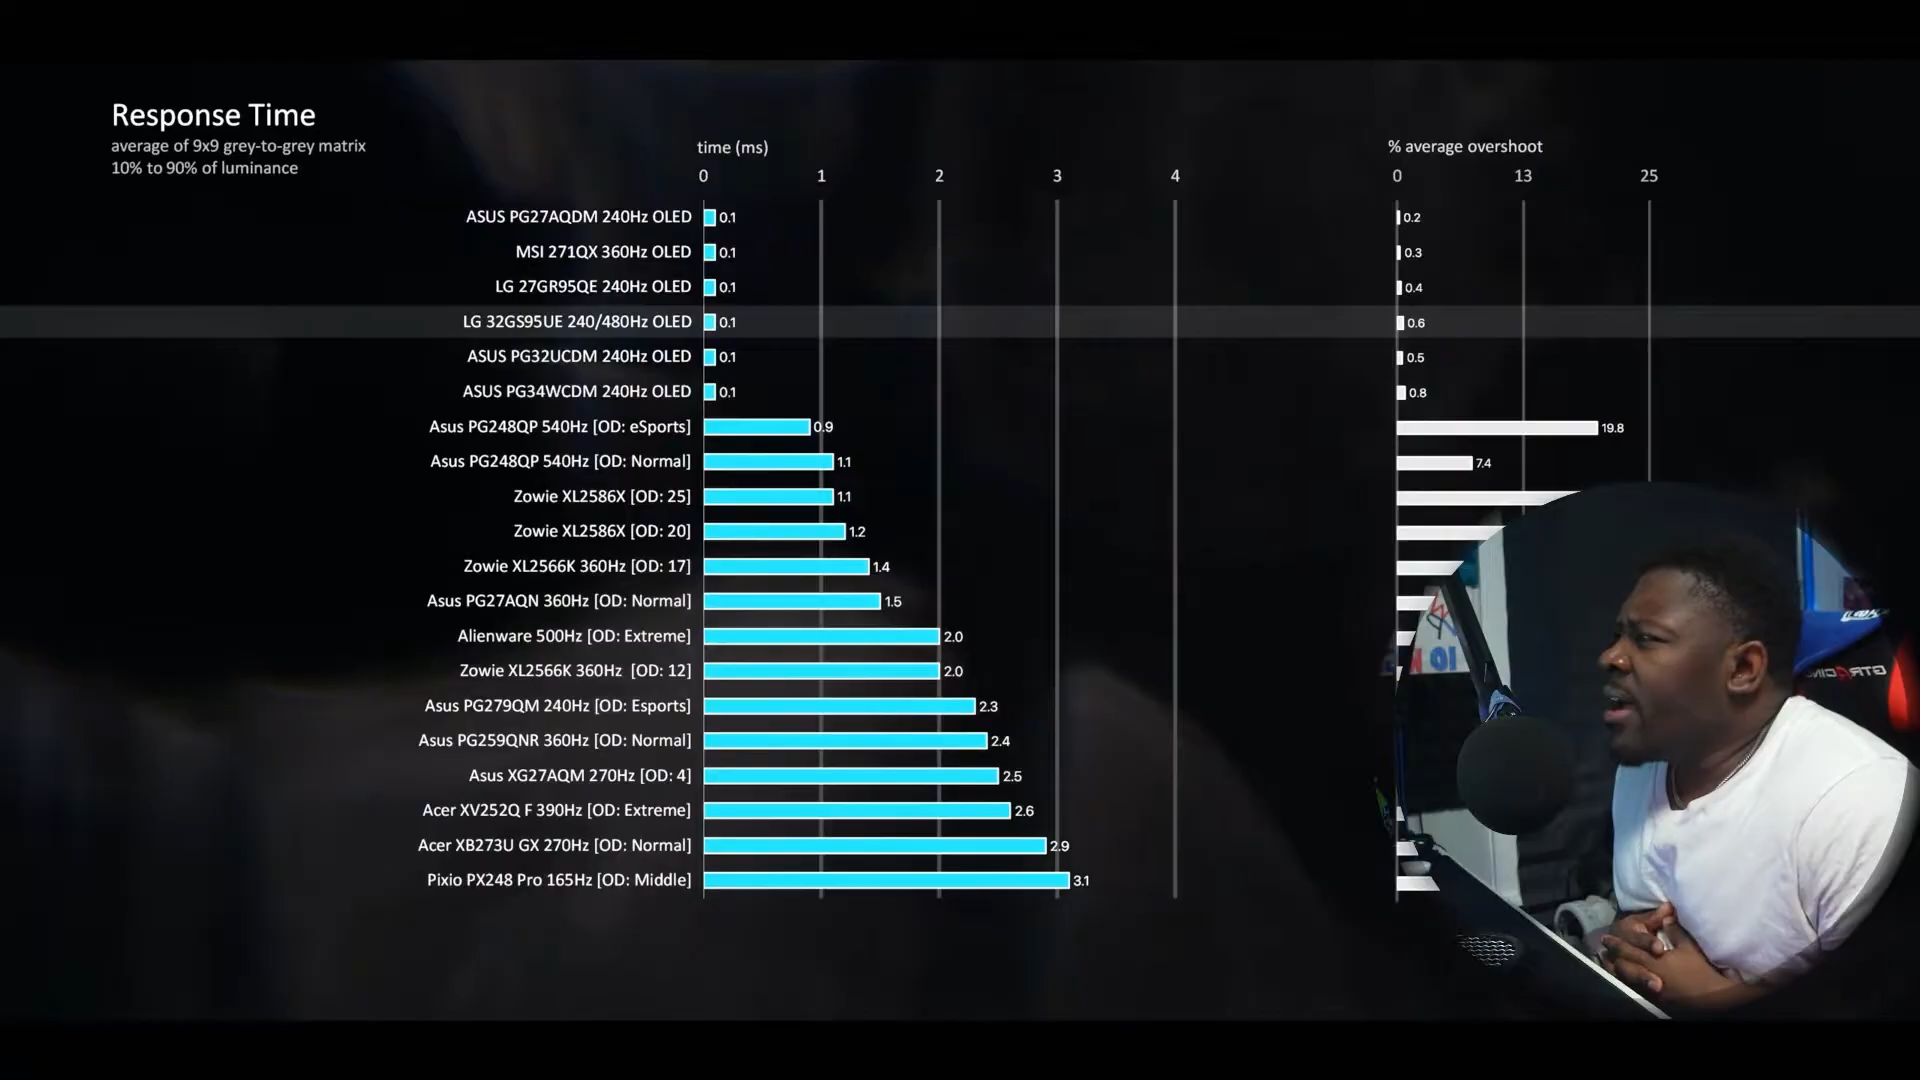 Response Time
average of 9x9 grey-to-grey matrix
10% to 90% of luminance
time (ms)
0 1 2 3 4
% average overshoot
0 13 25
ASUS PG27AQDM 240Hz OLED 0.1 0.2
MSI 271QX 360Hz OLED 0.1 0.3
LG 27GR95QE 240Hz OLED 0.1 0.4
LG 32GS95UE 240/480Hz OLED 0.1 0.6
ASUS PG32UCDM 240Hz OLED 0.1 0.5
ASUS PG34WCDM 240Hz OLED 0.1 0.8
Asus PG248QP 540Hz [OD: eSports] 0.9 19.8
Asus PG248QP 540Hz [OD: Normal] 1.1 7.4
Zowie XL2586X [OD: 25] 1.1
Zowie XL2586X [OD: 20] 1.2
Zowie XL2566K 360Hz [OD: 17] 1.4
Asus PG27AQN 360Hz [OD: Normal] 1.5
Alienware 500Hz [OD: Extreme] 2.0
Zowie XL2566K 360Hz [OD: 12] 2.0
Asus PG279QM 240Hz [OD: Esports] 2.3
Asus PG259QNR 360Hz [OD: Normal] 2.4
Asus XG27AQM 270Hz [OD: 4] 2.5
Acer XV252Q F 390Hz [OD: Extreme] 2.6
Acer XB273U GX 270Hz [OD: Normal] 2.9
Pixio PX248 Pro 165Hz [OD: Middle] 3.1
GTRACING